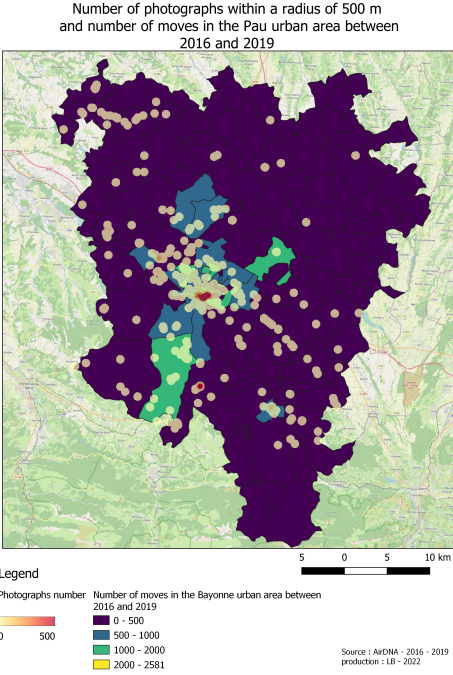 Number of photographs within a radius of 500 m
and number of moves in the Pau urban area between
2016 and 2019
5 0 5 10 km
Legend
Photographs number
0 500
Number of moves in the Bayonne urban area between
2016 and 2019
0 - 500
500 - 1000
1000 - 2000
2000 - 2581
Source : AirDNA - 2016 - 2019
production : LB - 2022